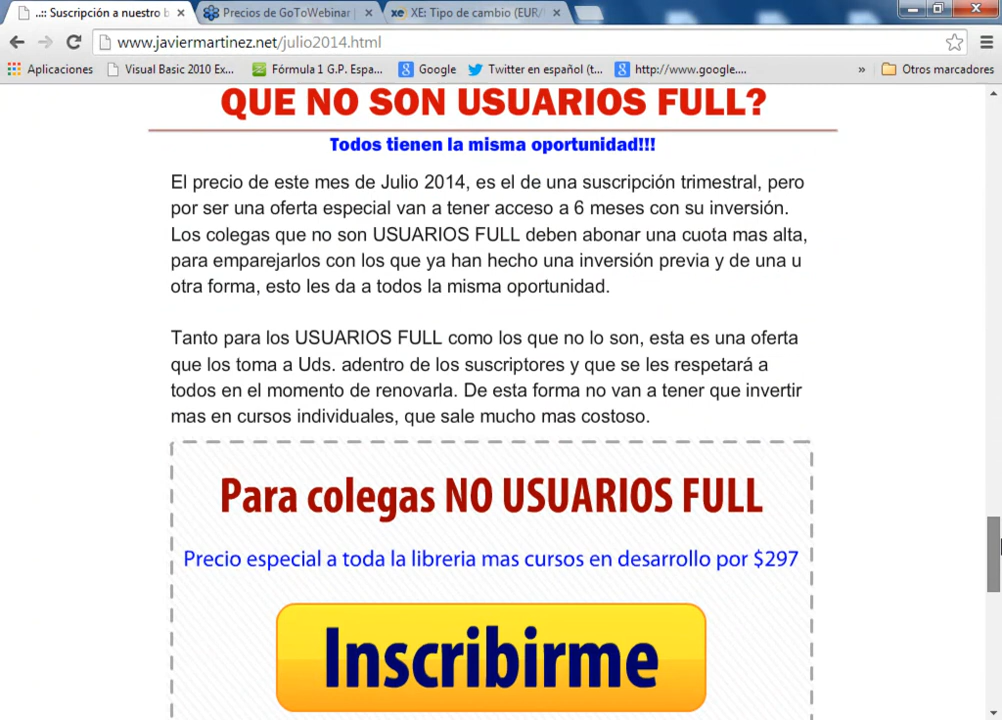 ..:: Suscripción a nuestro b
Precios de GoToWebinar
XE: Tipo de cambio (EUR/
www.javiermartinez.net/julio2014.html
Aplicaciones
Visual Basic 2010 Ex...
Fórmula 1 G.P. Espa...
Google
Twitter en español (t...
http://www.google....
»
Otros marcadores
QUE NO SON USUARIOS FULL?
Todos tienen la misma oportunidad!!!
El precio de este mes de Julio 2014, es el de una suscripción trimestral, pero
por ser una oferta especial van a tener acceso a 6 meses con su inversión.
Los colegas que no son USUARIOS FULL deben abonar una cuota mas alta,
para emparejarlos con los que ya han hecho una inversión previa y de una u
otra forma, esto les da a todos la misma oportunidad.
Tanto para los USUARIOS FULL como los que no lo son, esta es una oferta
que los toma a Uds. adentro de los suscriptores y que se les respetará a
todos en el momento de renovarla. De esta forma no van a tener que invertir
mas en cursos individuales, que sale mucho mas costoso.
Para colegas NO USUARIOS FULL
Precio especial a toda la libreria mas cursos en desarrollo por $297
Inscribirme